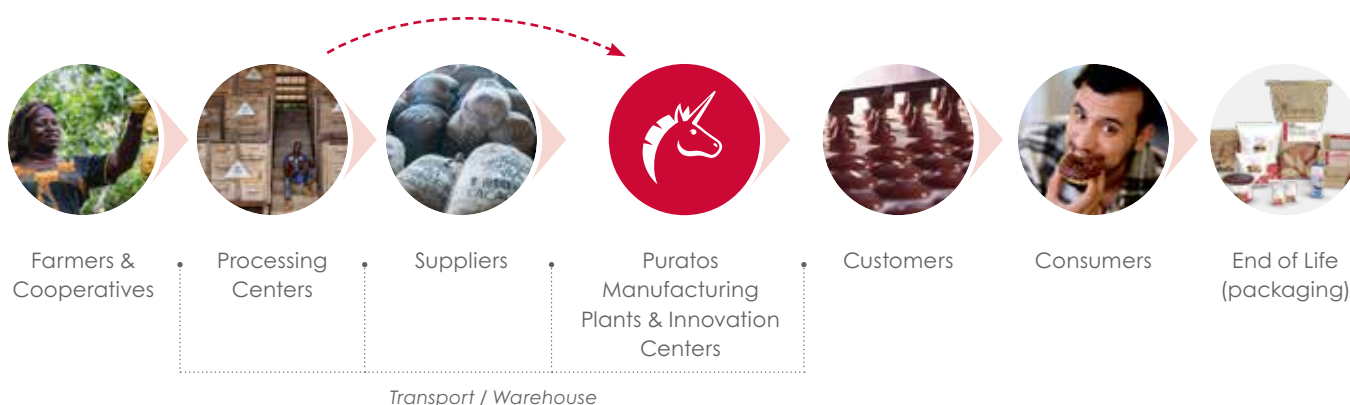 Farmers &
Cooperatives
Processing
Centers
Suppliers
Puratos
Manufacturing
Plants & Innovation
Centers
Customers
Consumers
End of Life
(packaging)
Transport / Warehouse